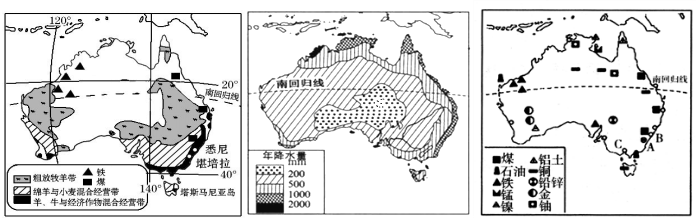 120°
20°
南回归线
悉尼
堪培拉
40°
140°
塔斯马尼亚岛
铁
煤
粗放牧羊带
绵羊与小麦混合经营带
羊、牛与经济作物混合经营带
南回归线
年降水量
mm
200
500
1000
2000
南回归线
C
B
A
煤
石油
铁
锰
镍
铝土
铜
铅锌
金
铀